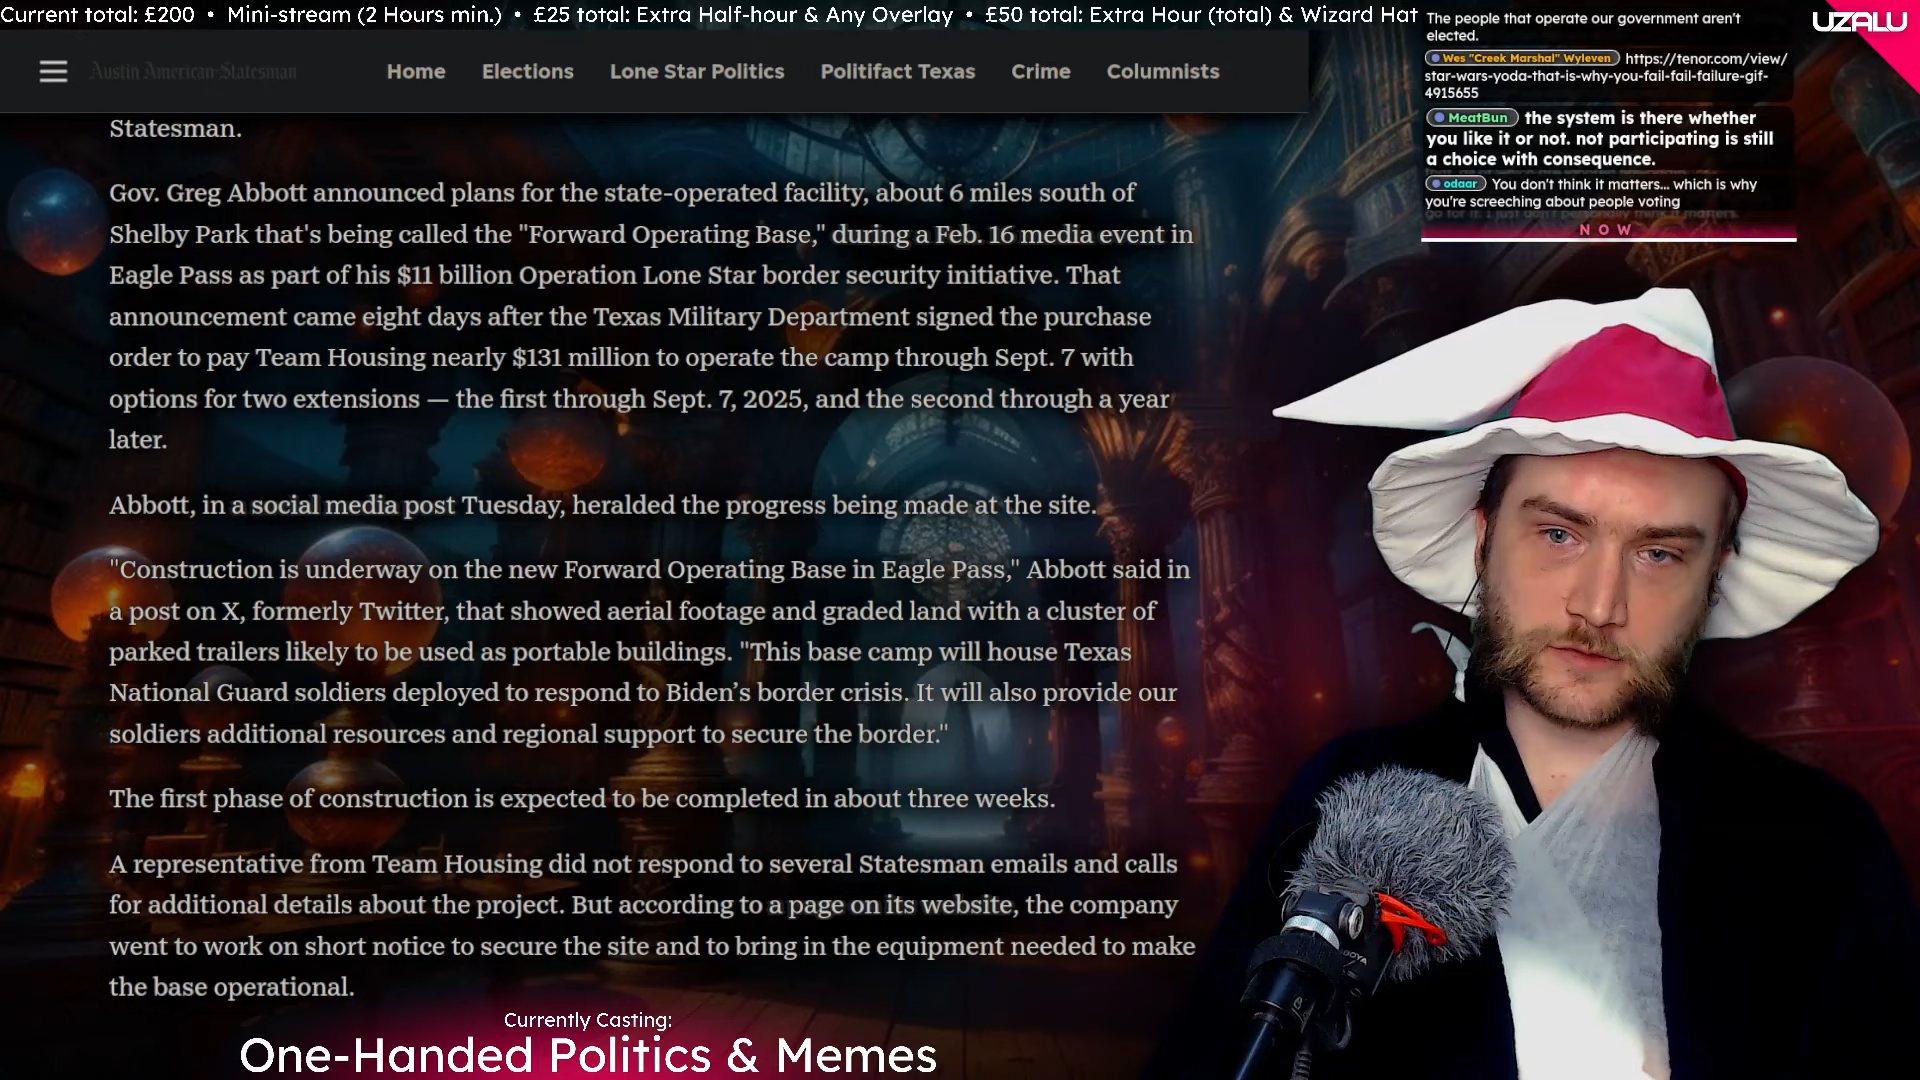 Current total: £200 • Mini-stream (2 Hours min.) • £25 total: Extra Half-hour & Any Overlay • £50 total: Extra Hour (total) & Wizard Hat
Austin American-Statesman
Home Elections Lone Star Politics Politifact Texas Crime Columnists
Statesman.
Gov. Greg Abbott announced plans for the state-operated facility, about 6 miles south of
Shelby Park that's being called the "Forward Operating Base," during a Feb. 16 media event in
Eagle Pass as part of his $11 billion Operation Lone Star border security initiative. That
announcement came eight days after the Texas Military Department signed the purchase
order to pay Team Housing nearly $131 million to operate the camp through Sept. 7 with
options for two extensions — the first through Sept. 7, 2025, and the second through a year
later.
Abbott, in a social media post Tuesday, heralded the progress being made at the site.
"Construction is underway on the new Forward Operating Base in Eagle Pass," Abbott said in
a post on X, formerly Twitter, that showed aerial footage and graded land with a cluster of
parked trailers likely to be used as portable buildings. "This base camp will house Texas
National Guard soldiers deployed to respond to Biden’s border crisis. It will also provide our
soldiers additional resources and regional support to secure the border."
The first phase of construction is expected to be completed in about three weeks.
A representative from Team Housing did not respond to several Statesman emails and calls
for additional details about the project. But according to a page on its website, the company
went to work on short notice to secure the site and to bring in the equipment needed to make
the base operational.
Currently Casting:
One-Handed Politics & Memes
The people that operate our government aren't
elected.
Wes "Creek Marshal" Wyleven https://tenor.com/view/
star-wars-yoda-that-is-why-you-fail-fail-failure-gif-
4915655
MeatBun the system is there whether
you like it or not. not participating is still
a choice with consequence.
odaar You don't think it matters... which is why
you're screeching about people voting
go for it. I just don't personally think it matters.
NOW
UZALU
BOYA